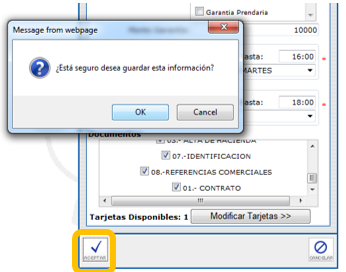 Garantia Prendaria
Message from webpage
10000
¿Está seguro desea guardar esta información?
asta:
16:00 *
MARTES
OK
Cancel
asta:
18:00 *
Documentos
03.- ALTA DE HACIENDA
07.-IDENTIFICACION
08.-REFERENCIAS COMERCIALES
01.- CONTRATO
Tarjetas Disponibles: 1
Modificar Tarjetas >>
ACEPTAR
CANCELAR